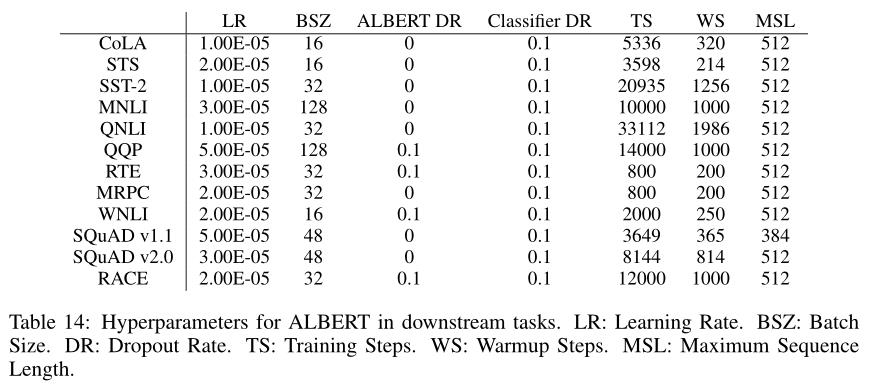 LR BSZ ALBERT DR Classifier DR TS WS MSL
CoLA 1.00E-05 16 0 0.1 5336 320 512
STS 2.00E-05 16 0 0.1 3598 214 512
SST-2 1.00E-05 32 0 0.1 20935 1256 512
MNLI 3.00E-05 128 0 0.1 10000 1000 512
QNLI 1.00E-05 32 0 0.1 33112 1986 512
QQP 5.00E-05 128 0.1 0.1 14000 1000 512
RTE 3.00E-05 32 0.1 0.1 800 200 512
MRPC 2.00E-05 32 0 0.1 800 200 512
WNLI 2.00E-05 16 0.1 0.1 2000 250 512
SQuAD v1.1 5.00E-05 48 0 0.1 3649 365 384
SQuAD v2.0 3.00E-05 48 0 0.1 8144 814 512
RACE 2.00E-05 32 0.1 0.1 12000 1000 512
Table 14: Hyperparameters for ALBERT in downstream tasks. LR: Learning Rate. BSZ: Batch
Size. DR: Dropout Rate. TS: Training Steps. WS: Warmup Steps. MSL: Maximum Sequence
Length.